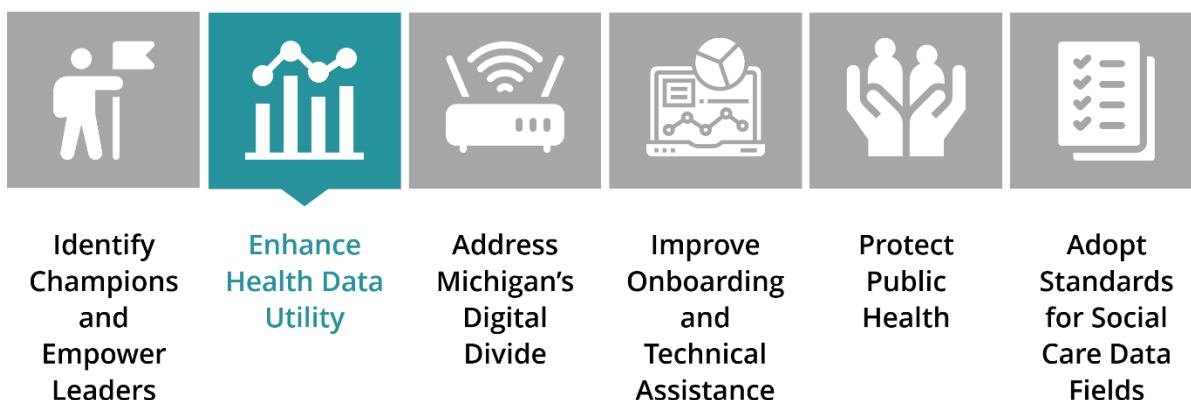 Identify
Champions
and
Empower
Leaders
Enhance
Health Data
Utility
Address
Michigan’s
Digital
Divide
Improve
Onboarding
and
Technical
Assistance
Protect
Public
Health
Adopt
Standards
for Social
Care Data
Fields